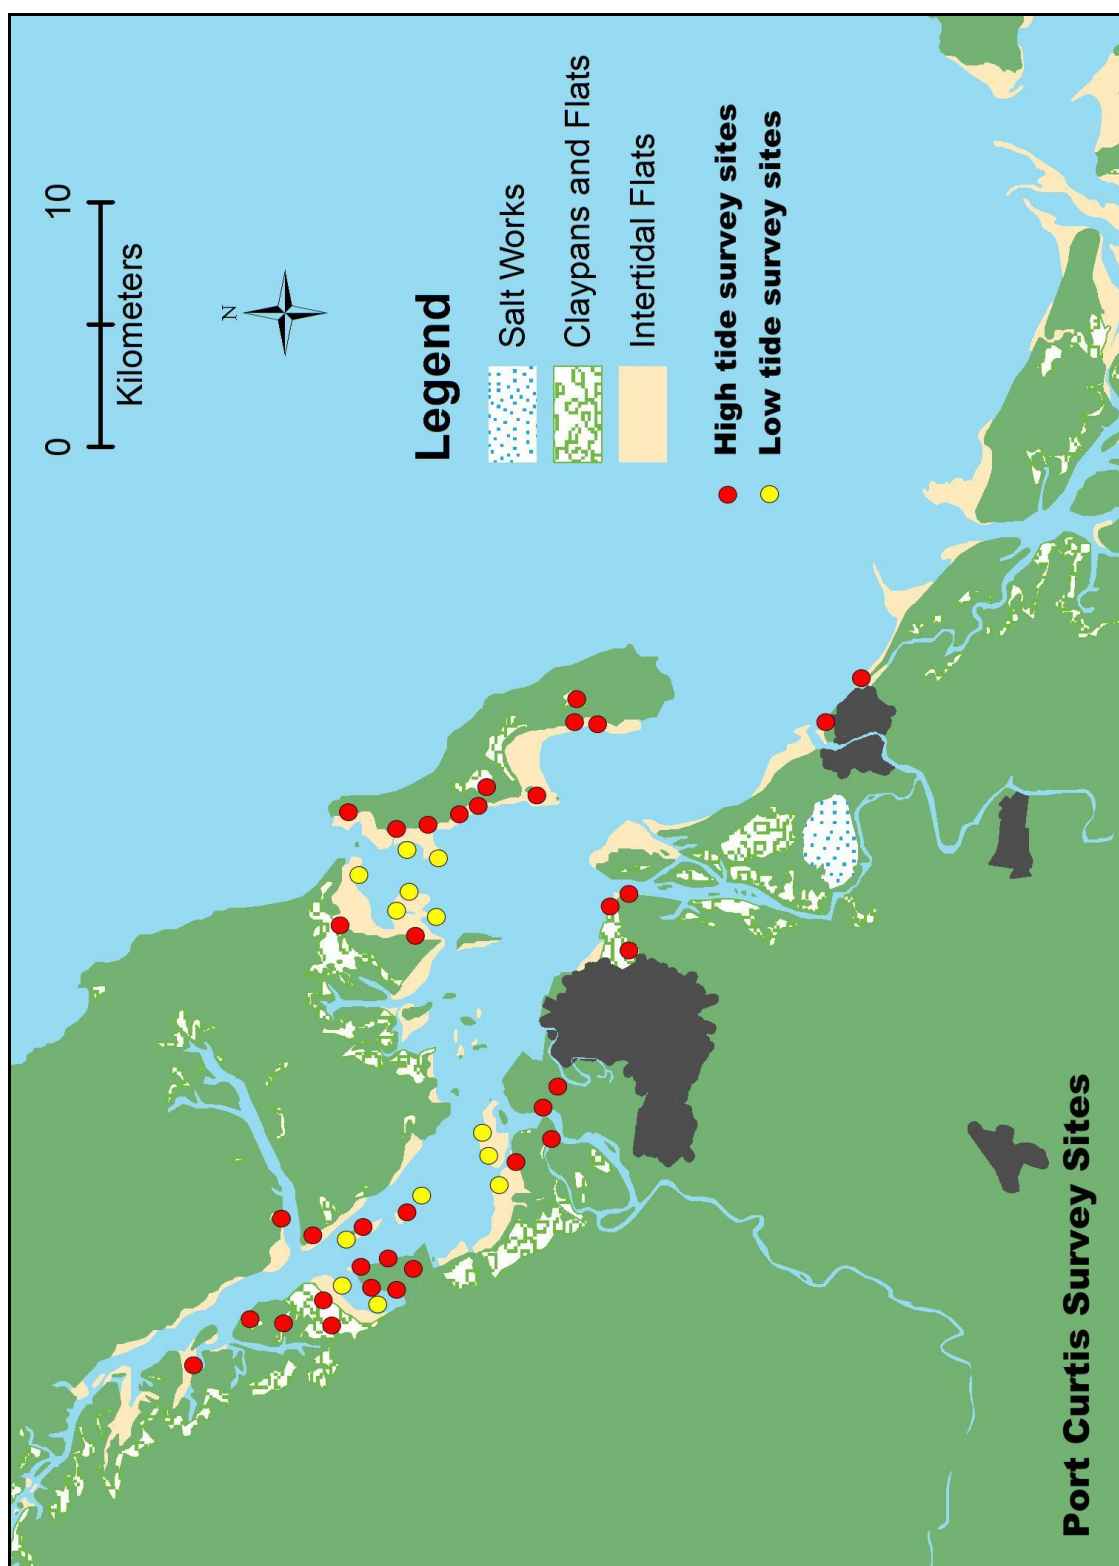 0 10
Kilometers
N
Legend
Salt Works
Claypans and Flats
Intertidal Flats
High tide survey sites
Low tide survey sites
Port Curtis Survey Sites